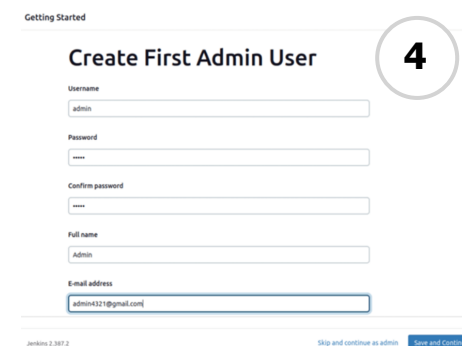 Getting Started
Create First Admin User
4
Username
admin
Password
•••••
Confirm password
•••••
Full name
Admin
E-mail address
admin4321@gmail.com
Jenkins 2.387.2
Skip and continue as admin
Save and Contin